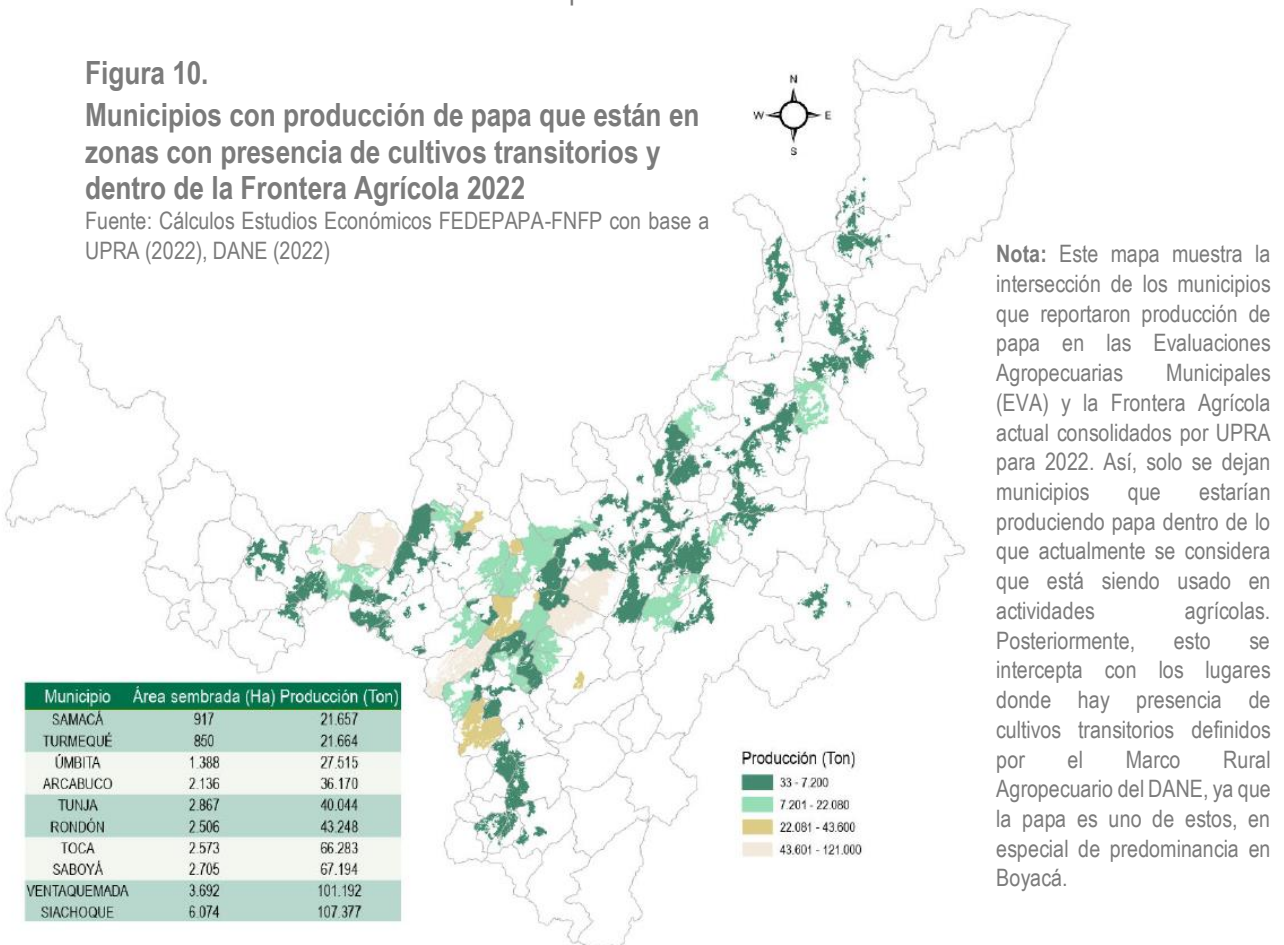 Figura 10.
Municipios con producción de papa que están en
zonas con presencia de cultivos transitorios y
dentro de la Frontera Agrícola 2022
Fuente: Cálculos Estudios Económicos FEDEPAPA-FNFP con base a
UPRA (2022), DANE (2022)
N
W E
S
Nota: Este mapa muestra la
intersección de los municipios
que reportaron producción de
papa en las Evaluaciones
Agropecuarias Municipales
(EVA) y la Frontera Agrícola
actual consolidados por UPRA
para 2022. Así, solo se dejan
municipios que estarían
produciendo papa dentro de lo
que actualmente se considera
que está siendo usado en
actividades agrícolas.
Posteriormente, esto se
intercepta con los lugares
donde hay presencia de
cultivos transitorios definidos
por el Marco Rural
Agropecuario del DANE, ya que
la papa es uno de estos, en
especial de predominancia en
Boyacá.
Municipio Área sembrada (Ha) Producción (Ton)
SAMACÁ 917 21.657
TURMEQUÉ 850 21.664
ÚMBITA 1.388 27.515
ARCABUCO 2.136 36.170
TUNJA 2.867 40.044
RONDÓN 2.506 43.248
TOCA 2.573 66.283
SABOYÁ 2.705 67.194
VENTAQUEMADA 3.692 101.192
SIACHOQUE 6.074 107.377
Producción (Ton)
33 - 7.200
7.201 - 22.080
22.081 - 43.600
43.601 - 121.000